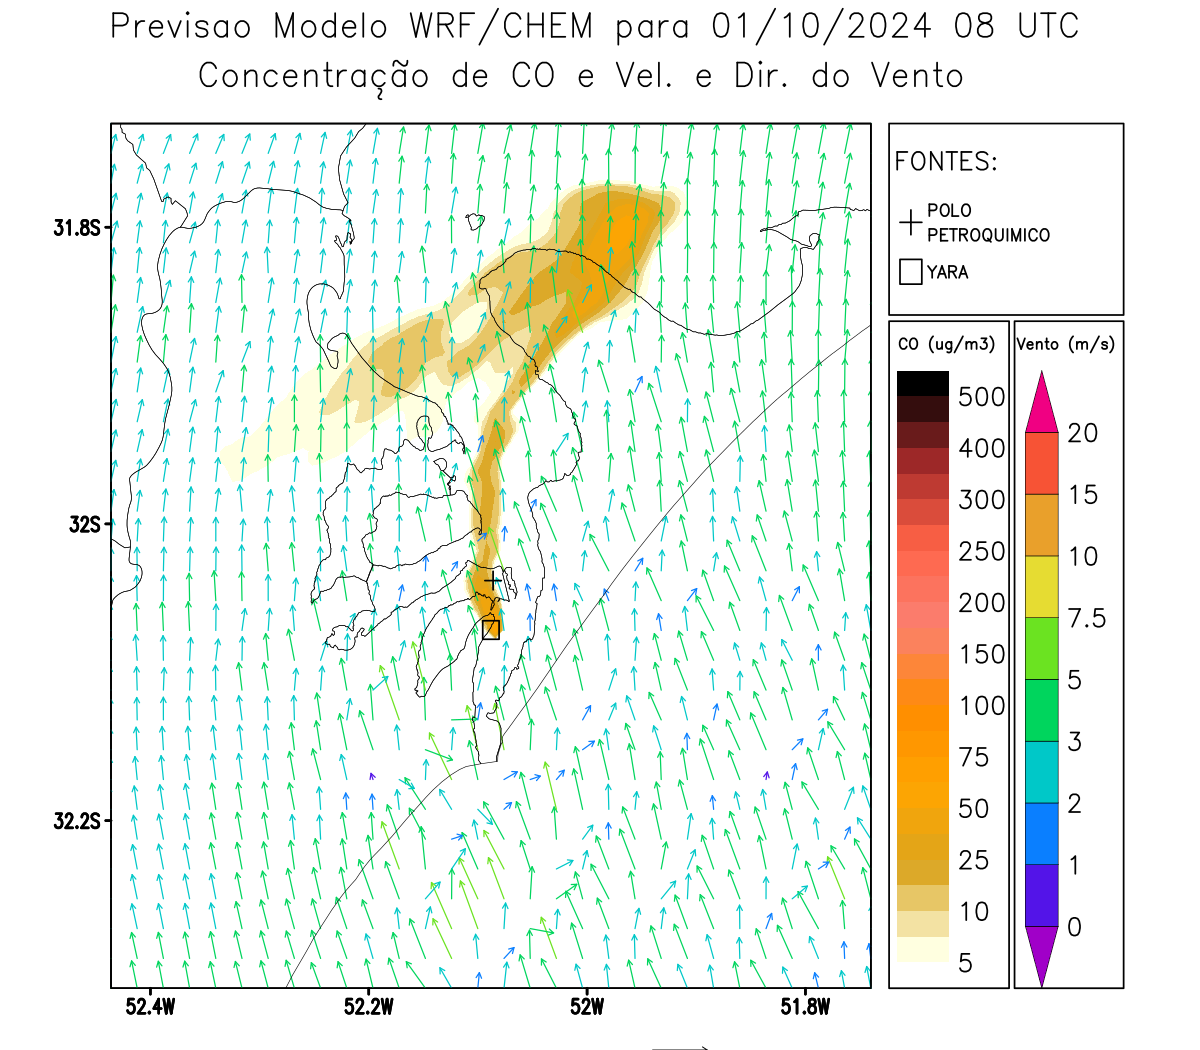 Previsao Modelo WRF/CHEM para 01/10/2024 08 UTC
Concentração de CO e Vel. e Dir. do Vento
FONTES:
POLO
PETROQUIMICO
YARA
CO (ug/m3)
500
400
300
250
200
150
100
75
50
25
10
5
Vento (m/s)
20
15
10
7.5
5
3
2
1
0
31.8S
32S
32.2S
52.4W
52.2W
52W
51.8W